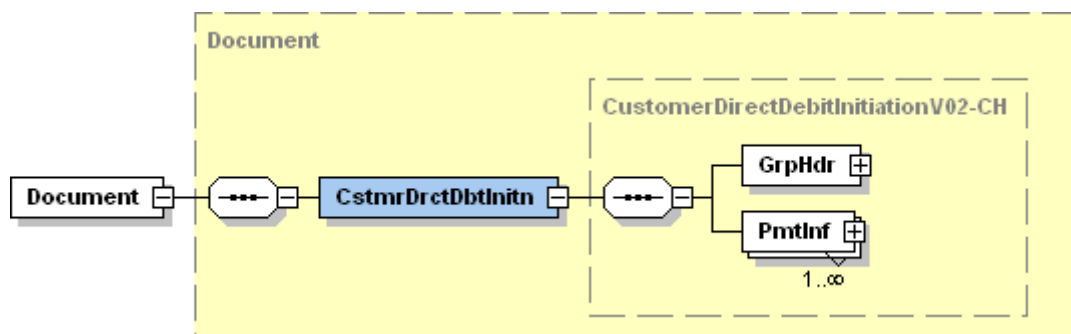 Document
CustomerDirectDebitInitiationV02-CH
GrpHdr
Document
CstmrDrctDbtInitn
PmtInf
1..∞